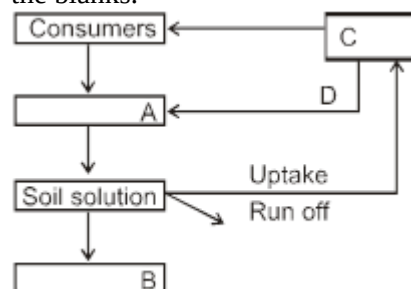 the blanks.
Consumers
C
D
A
Uptake
Soil solution
Run off
B